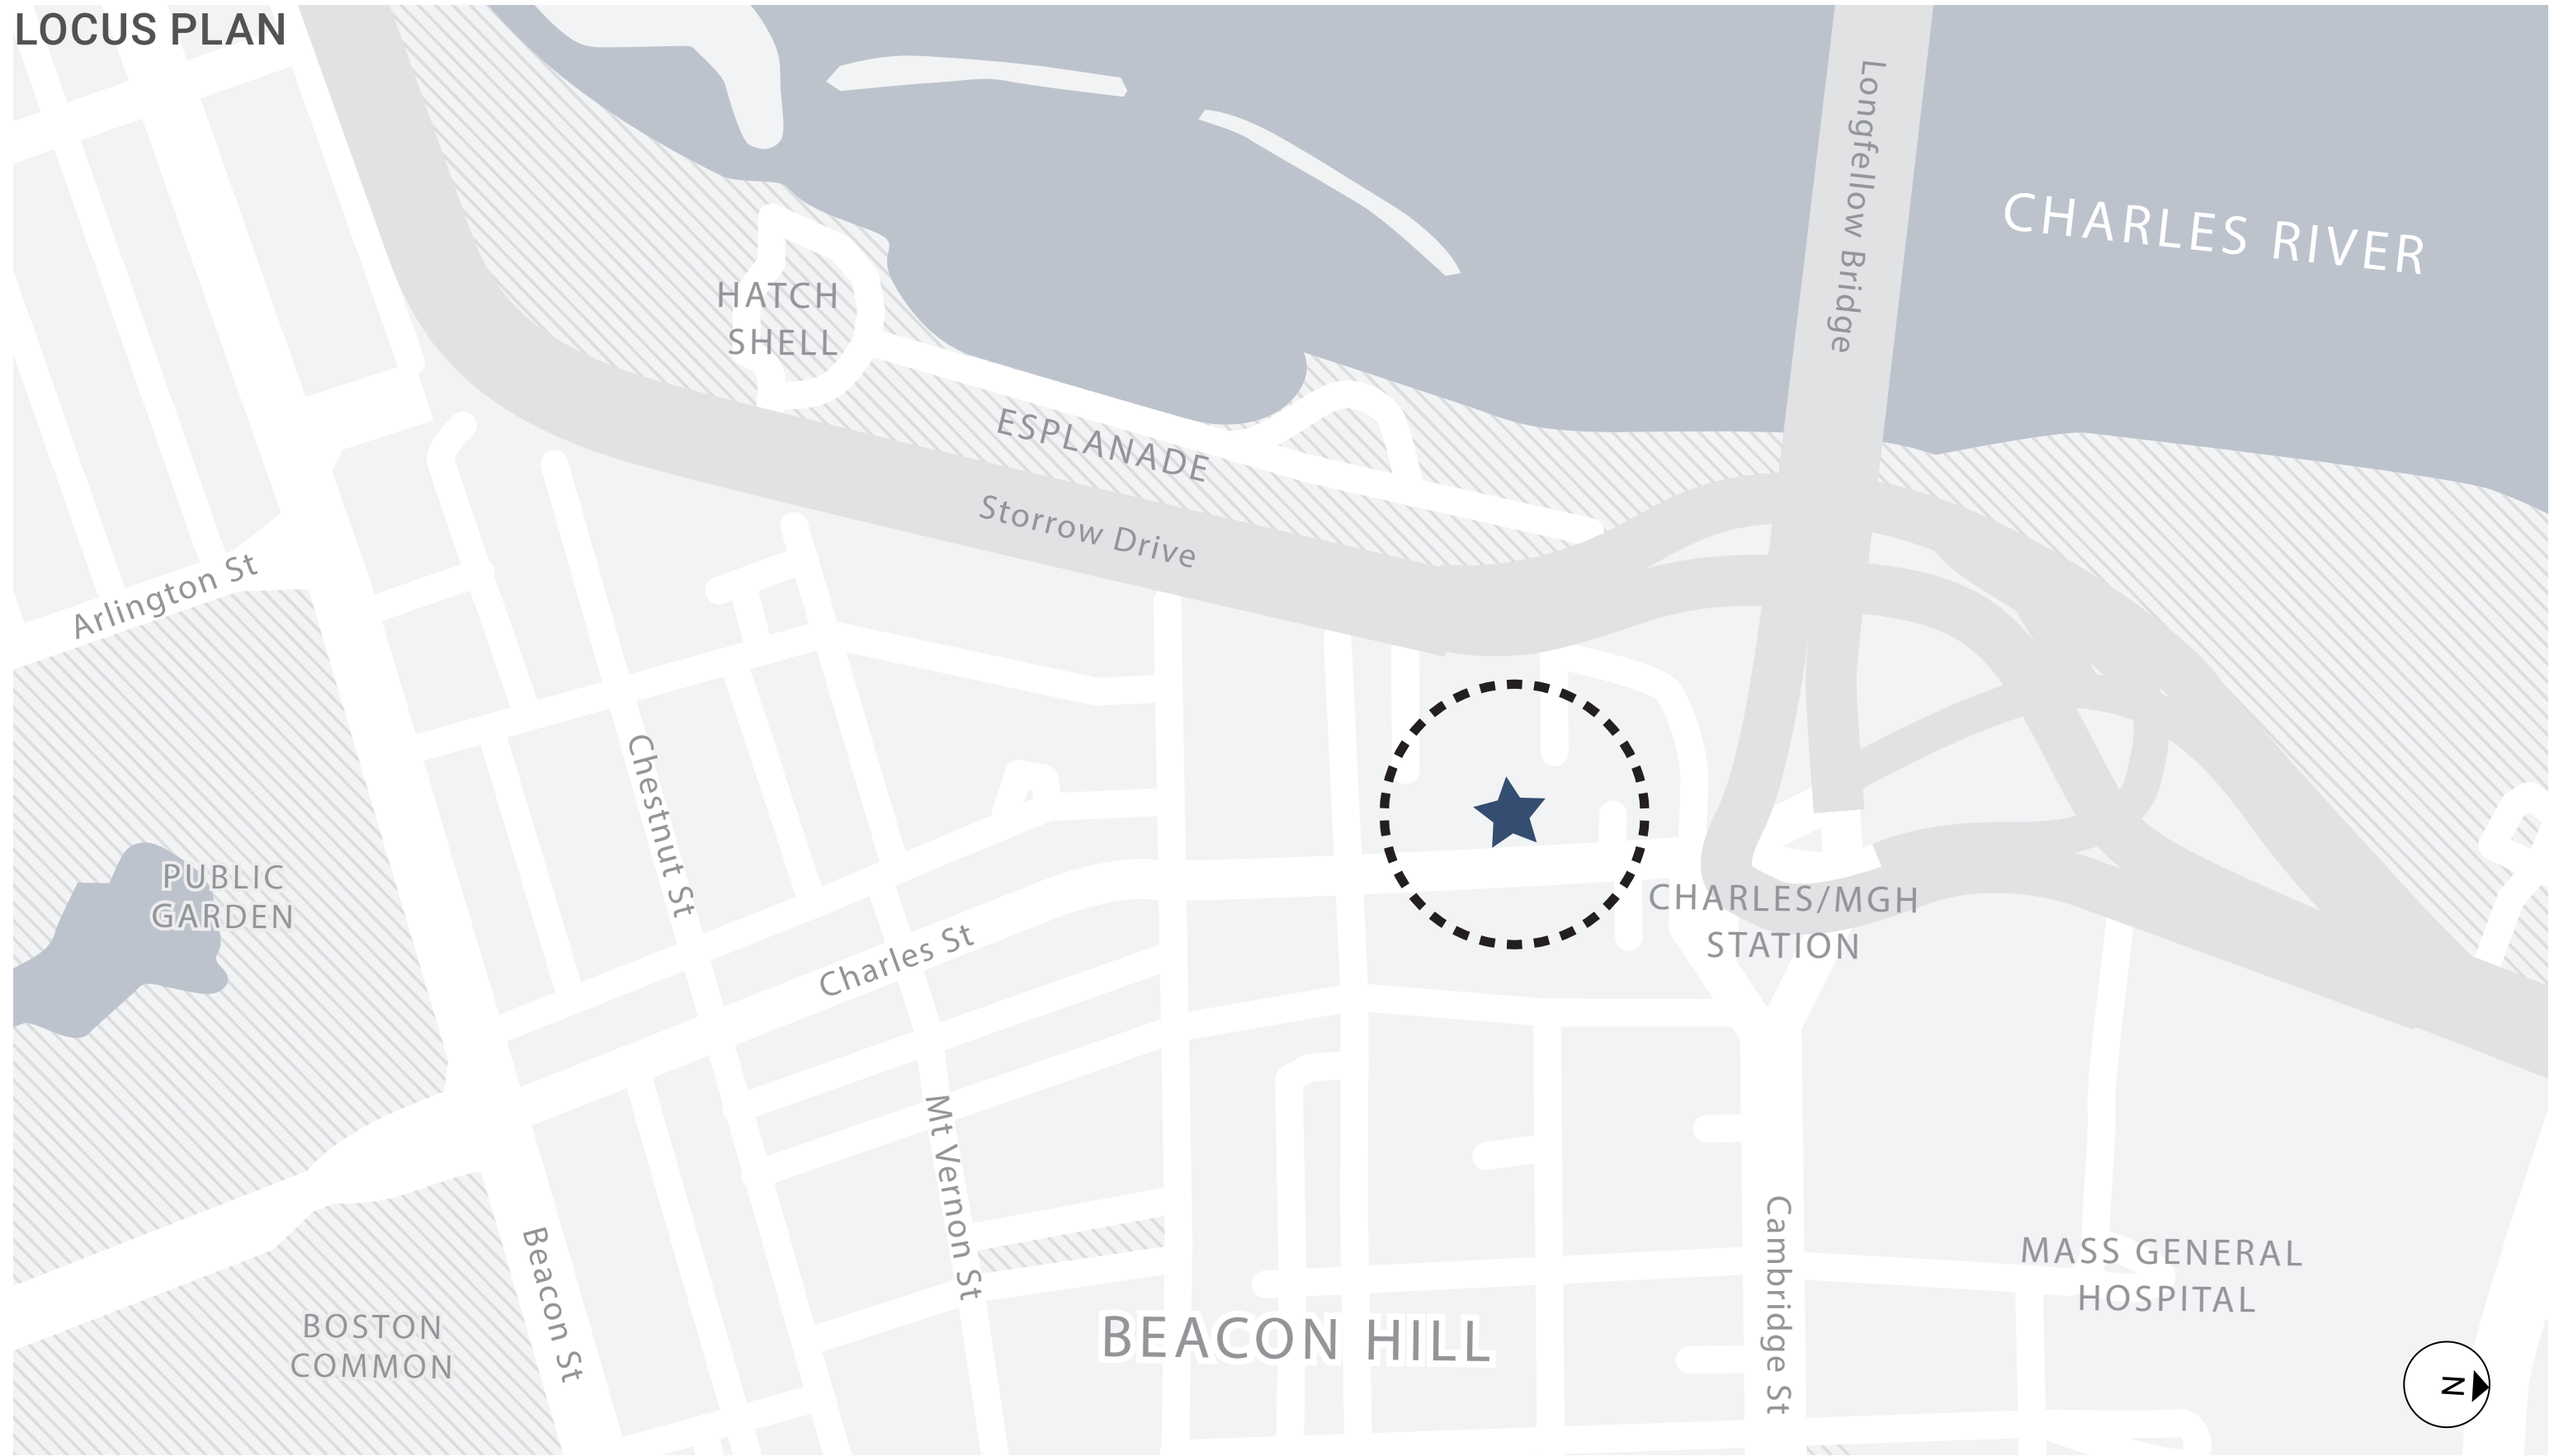 LOCUS PLAN
Longfellow Bridge
CHARLES RIVER
HATCH
SHELL
ESPLANADE
Storrow Drive
Arlington St
Chestnut St
PUBLIC
GARDEN
Charles St
CHARLES/MGH
STATION
Mt Vernon St
Beacon St
Cambridge St
MASS GENERAL
HOSPITAL
BOSTON
COMMON
BEACON HILL
N